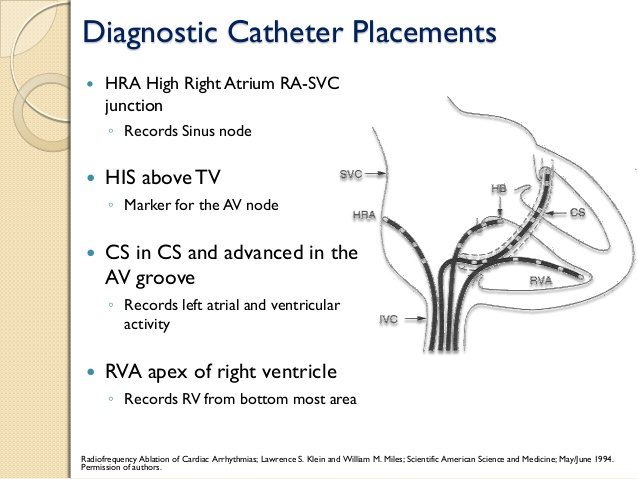 Diagnostic Catheter Placements
• HRA High Right Atrium RA-SVC
junction
◦ Records Sinus node
• HIS above TV
◦ Marker for the AV node
• CS in CS and advanced in the
AV groove
◦ Records left atrial and ventricular
activity
• RVA apex of right ventricle
◦ Records RV from bottom most area
SVC
HRA
HB
CS
RVA
IVC
Radiofrequency Ablation of Cardiac Arrhythmias; Lawrence S. Klein and William M. Miles; Scientific American Science and Medicine; May/June 1994.
Permission of authors.